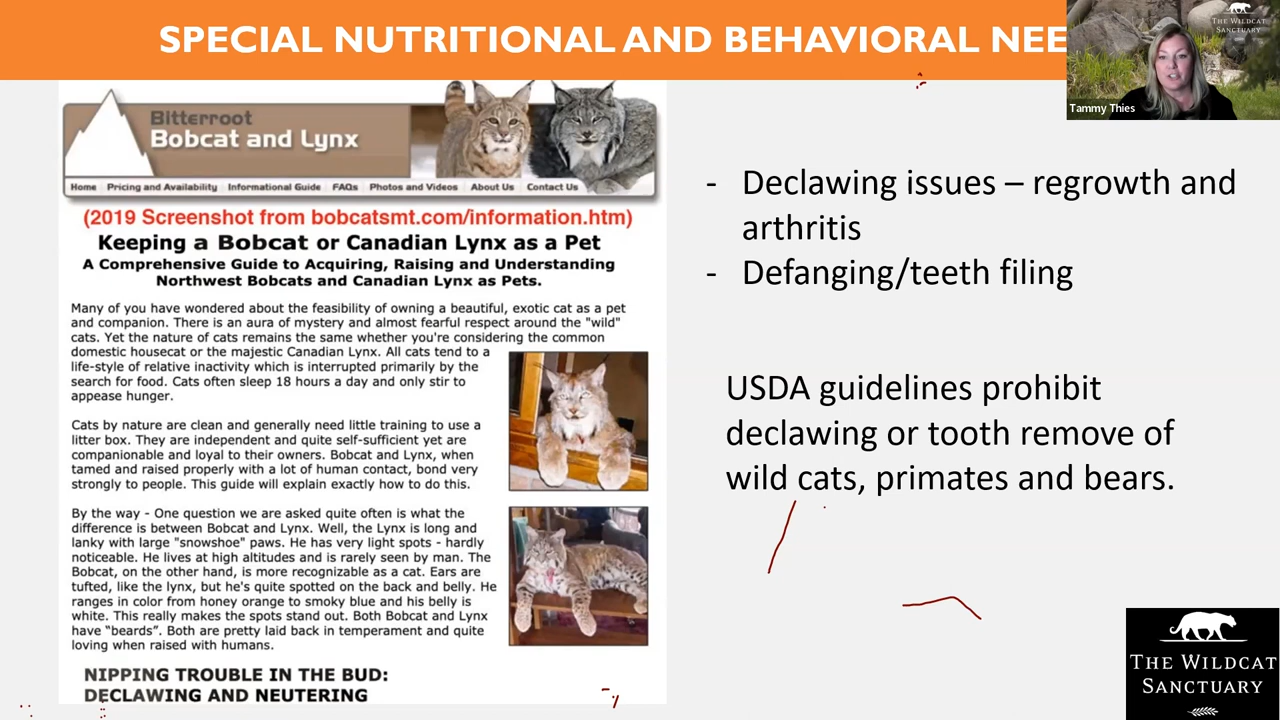 SPECIAL NUTRITIONAL AND BEHAVIORAL NEE
THE WILDCAT
SANCTUARY
Tammy Thies
Bitterroot
Bobcat and Lynx
Home Pricing and Availability Informational Guide FAQs Photos and Videos About Us Contact Us
(2019 Screenshot from bobcatsmt.com/information.htm)
Keeping a Bobcat or Canadian Lynx as a Pet
A Comprehensive Guide to Acquiring, Raising and Understanding
Northwest Bobcats and Canadian Lynx as Pets.
Many of you have wondered about the feasibility of owning a beautiful, exotic cat as a pet
and companion. There is an aura of mystery and almost fearful respect around the "wild"
cats. Yet the nature of cats remains the same whether you're considering the common
domestic housecat or the majestic Canadian Lynx. All cats tend to a
life-style of relative inactivity which is interrupted primarily by the
search for food. Cats often sleep 18 hours a day and only stir to
appease hunger.
Cats by nature are clean and generally need little training to use a
litter box. They are independent and quite self-sufficient yet are
companionable and loyal to their owners. Bobcat and Lynx, when
tamed and raised properly with a lot of human contact, bond very
strongly to people. This guide will explain exactly how to do this.
By the way - One question we are asked quite often is what the
difference is between Bobcat and Lynx. Well, the Lynx is long and
lanky with large "snowshoe" paws. He has very light spots - hardly
noticeable. He lives at high altitudes and is rarely seen by man. The
Bobcat, on the other hand, is more recognizable as a cat. Ears are
tufted, like the lynx, but he's quite spotted on the back and belly. He
ranges in color from honey orange to smoky blue and his belly is
white. This really makes the spots stand out. Both Bobcat and Lynx
have "beards". Both are pretty laid back in temperament and quite
loving when raised with humans.
NIPPING TROUBLE IN THE BUD:
DECLAWING AND NEUTERING
- Declawing issues – regrowth and
arthritis
- Defanging/teeth filing
USDA guidelines prohibit
declawing or tooth remove of
wild cats, primates and bears.
THE WILDCAT
SANCTUARY